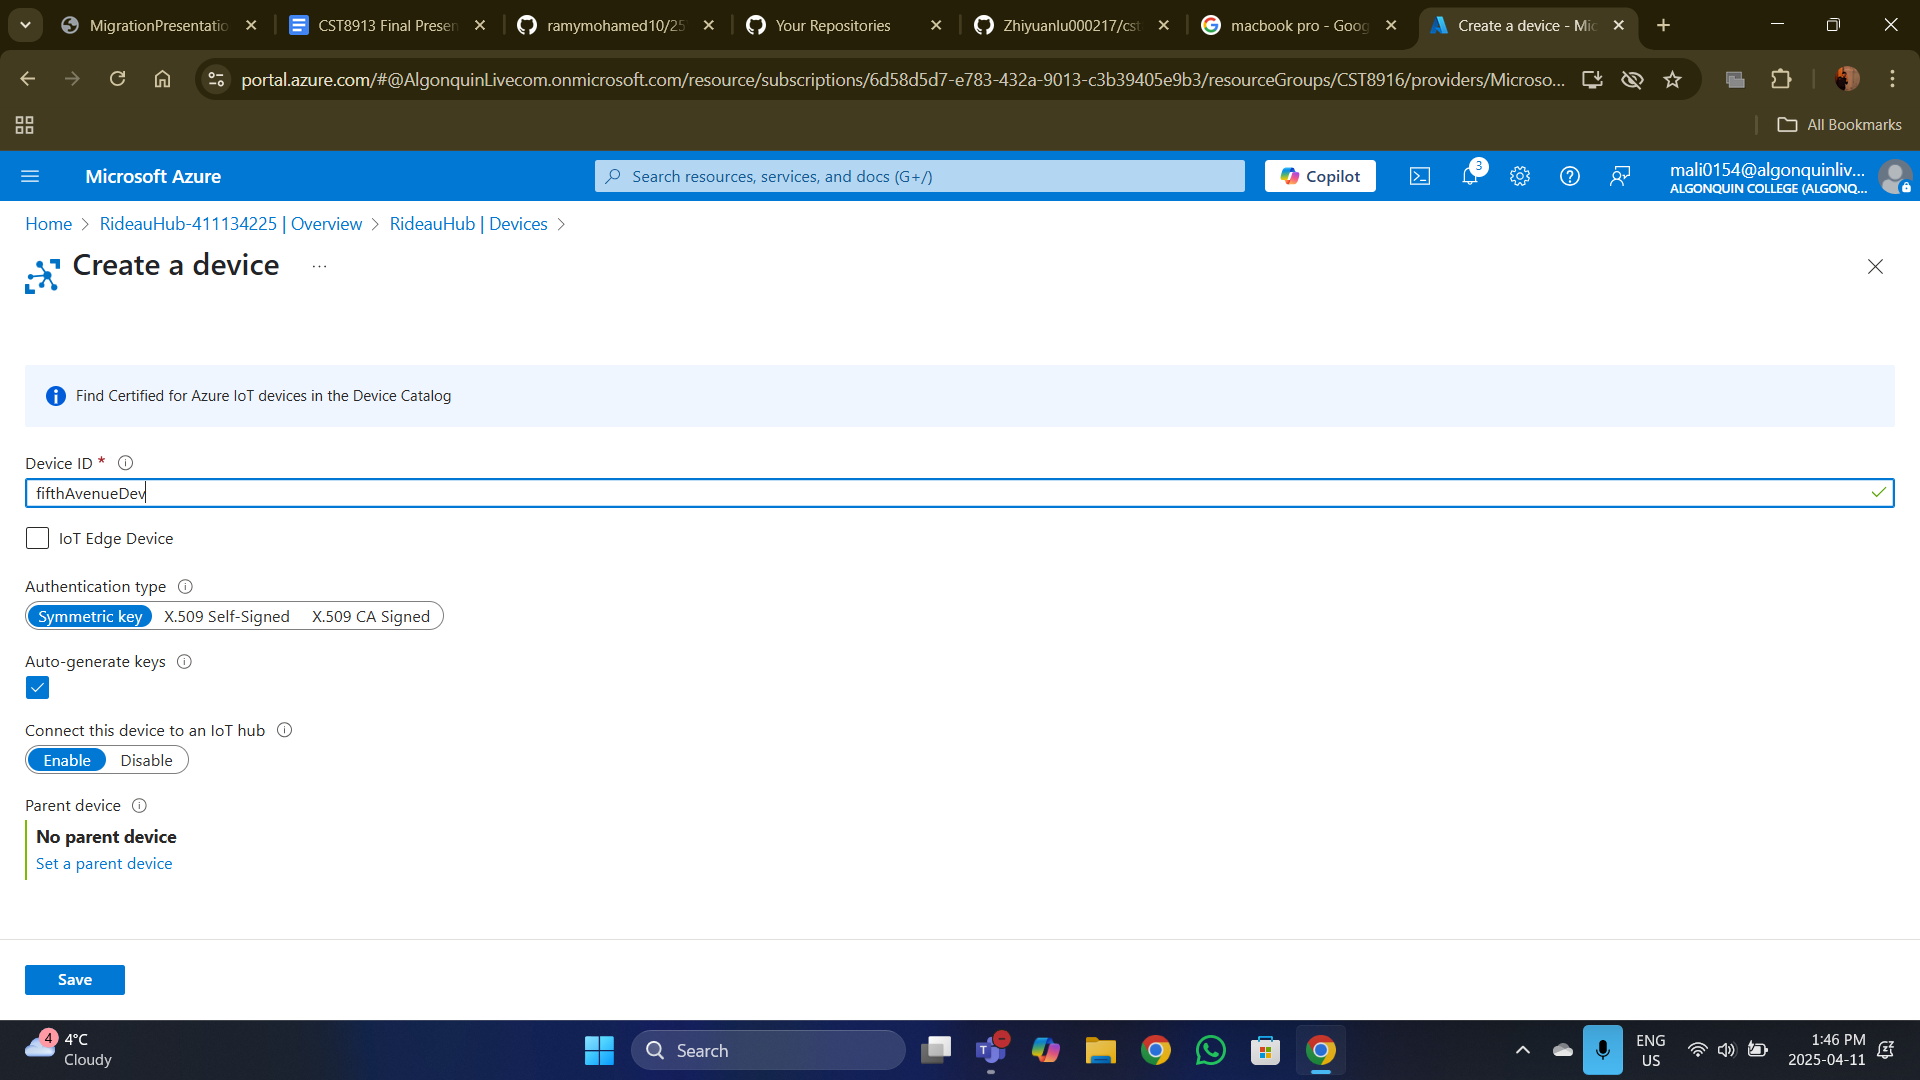 MigrationPresentatio
CST8913 Final Presen
ramymohamed10/25
Your Repositories
Zhiyuanlu000217/cst
macbook pro - Goog
Create a device - Mic
portal.azure.com/#@AlgonquinLivecom.onmicrosoft.com/resource/subscriptions/6d58d5d7-e783-432a-9013-c3b39405e9b3/resourceGroups/CST8916/providers/Microso...
All Bookmarks
Microsoft Azure
Search resources, services, and docs (G+/)
Copilot
3
mali0154@algonquinliv...
ALGONQUIN COLLEGE (ALGONQ...
Home > RideauHub-411134225 | Overview > RideauHub | Devices >
Create a device ...
Find Certified for Azure IoT devices in the Device Catalog
Device ID *
fifthAvenueDev
IoT Edge Device
Authentication type
Symmetric key X.509 Self-Signed X.509 CA Signed
Auto-generate keys
Connect this device to an IoT hub
Enable Disable
Parent device
No parent device
Set a parent device
Save
4
4°C
Cloudy
Search
ENG
US
1:46 PM
2025-04-11